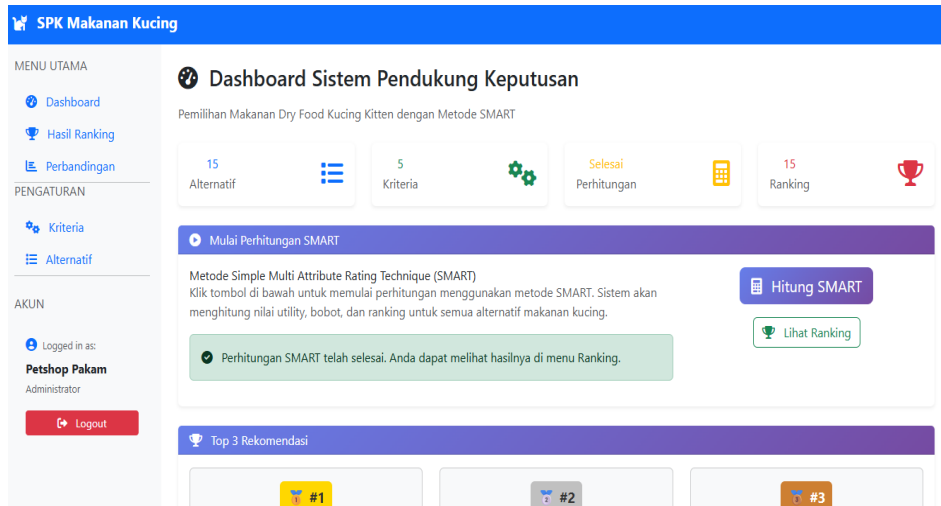 SPK Makanan Kucing
MENU UTAMA
Dashboard
Hasil Ranking
Perbandingan
PENGATURAN
Kriteria
Alternatif
AKUN
Logged in as:
Petshop Pakam
Administrator
Logout
Dashboard Sistem Pendukung Keputusan
Pemilihan Makanan Dry Food Kucing Kitten dengan Metode SMART
15
Alternatif
5
Kriteria
Selesai
Perhitungan
15
Ranking
Mulai Perhitungan SMART
Metode Simple Multi Attribute Rating Technique (SMART)
Klik tombol di bawah untuk memulai perhitungan menggunakan metode SMART. Sistem akan
menghitung nilai utility, bobot, dan ranking untuk semua alternatif makanan kucing.
Perhitungan SMART telah selesai. Anda dapat melihat hasilnya di menu Ranking.
Hitung SMART
Lihat Ranking
Top 3 Rekomendasi
#1
#2
#3